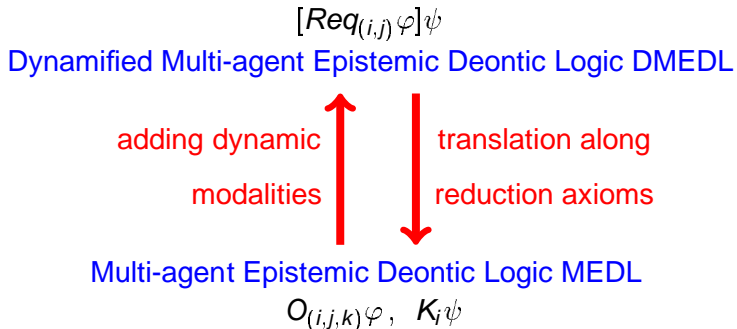 [Req₍ᵢ,ⱼ₎φ]ψ
Dynamified Multi-agent Epistemic Deontic Logic DMEDL
adding dynamic
modalities
translation along
reduction axioms
Multi-agent Epistemic Deontic Logic MEDL
O₍ᵢ,ⱼ,ₖ₎φ , Kᵢψ